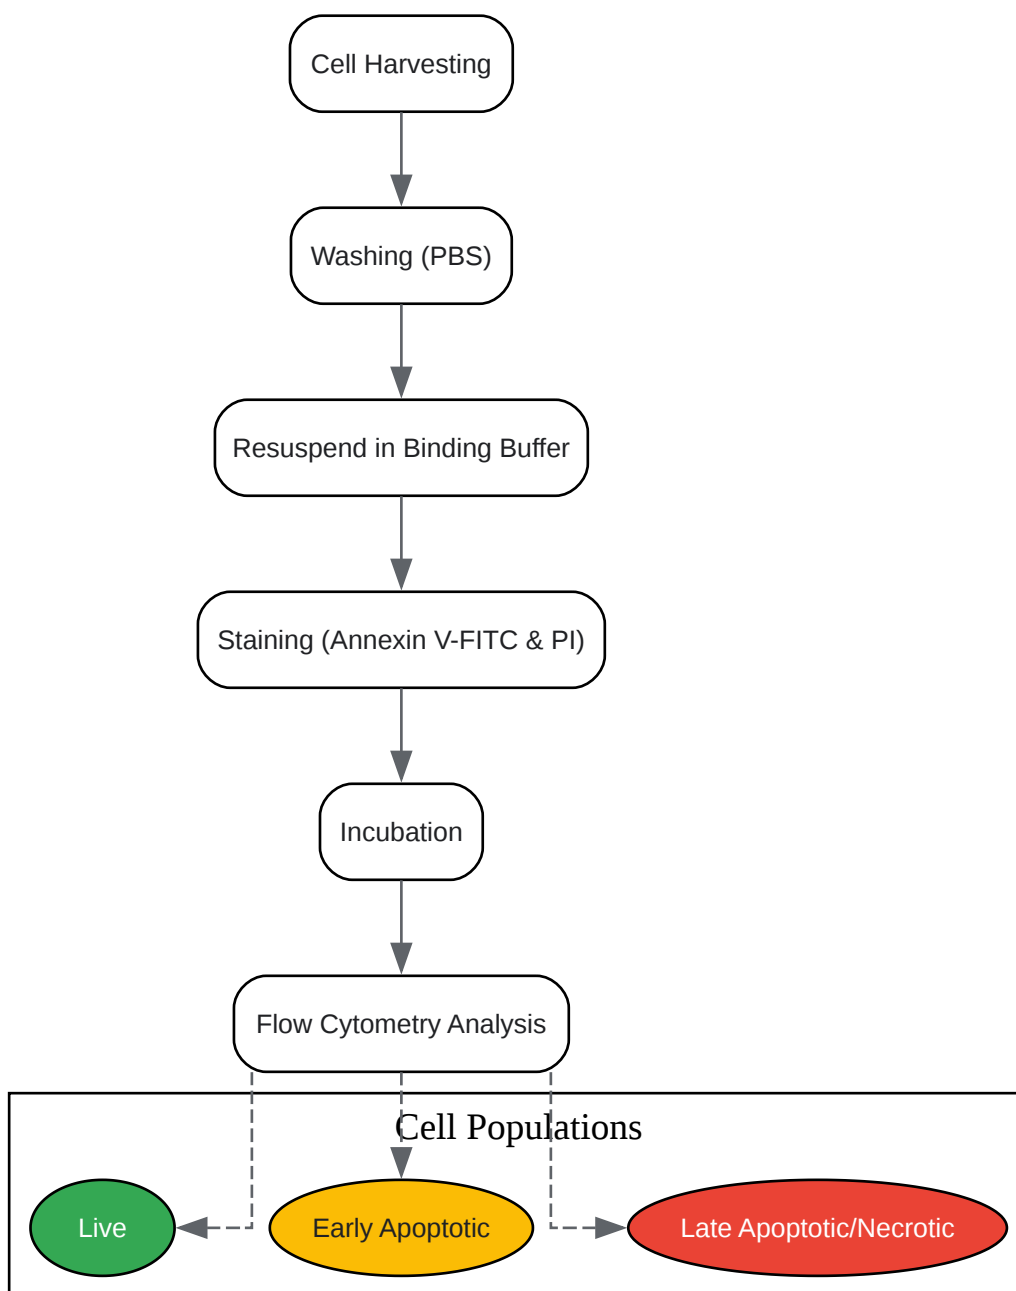 Cell Harvesting
Washing (PBS)
Resuspend in Binding Buffer
Staining (Annexin V-FITC & PI)
Incubation
Flow Cytometry Analysis
Cell Populations
Live
Early Apoptotic
Late Apoptotic/Necrotic